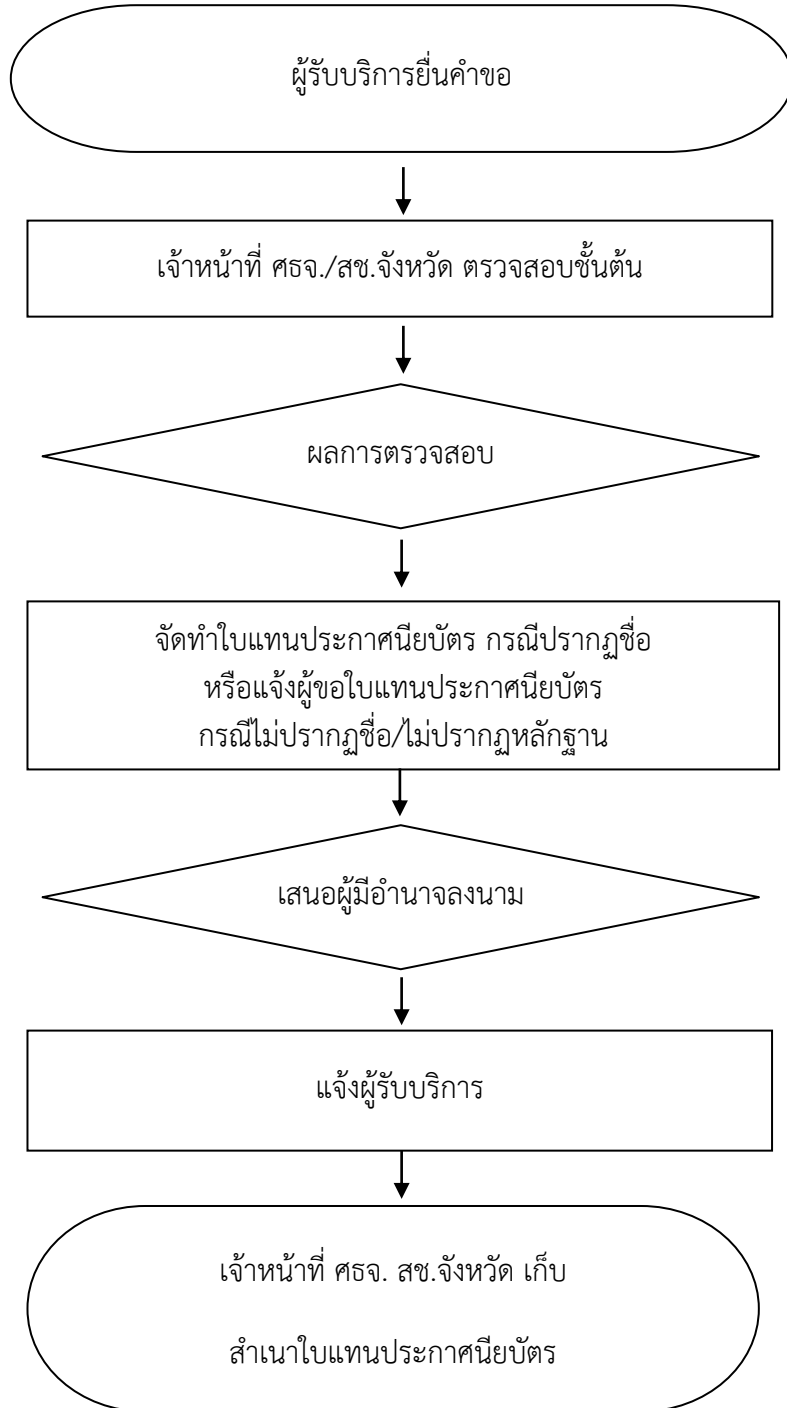 ผู้รับบริการยื่นคำขอ
เจ้าหน้าที่ ศธจ./สช.จังหวัด ตรวจสอบชั้นต้น
ผลการตรวจสอบ
จัดทำใบแทนประกาศนียบัตร กรณีปรากฏชื่อ
หรือแจ้งผู้ขอใบแทนประกาศนียบัตร
กรณีไม่ปรากฏชื่อ/ไม่ปรากฏหลักฐาน
เสนอผู้มีอำนาจลงนาม
แจ้งผู้รับบริการ
เจ้าหน้าที่ ศธจ. สช.จังหวัด เก็บ
สำเนาใบแทนประกาศนียบัตร